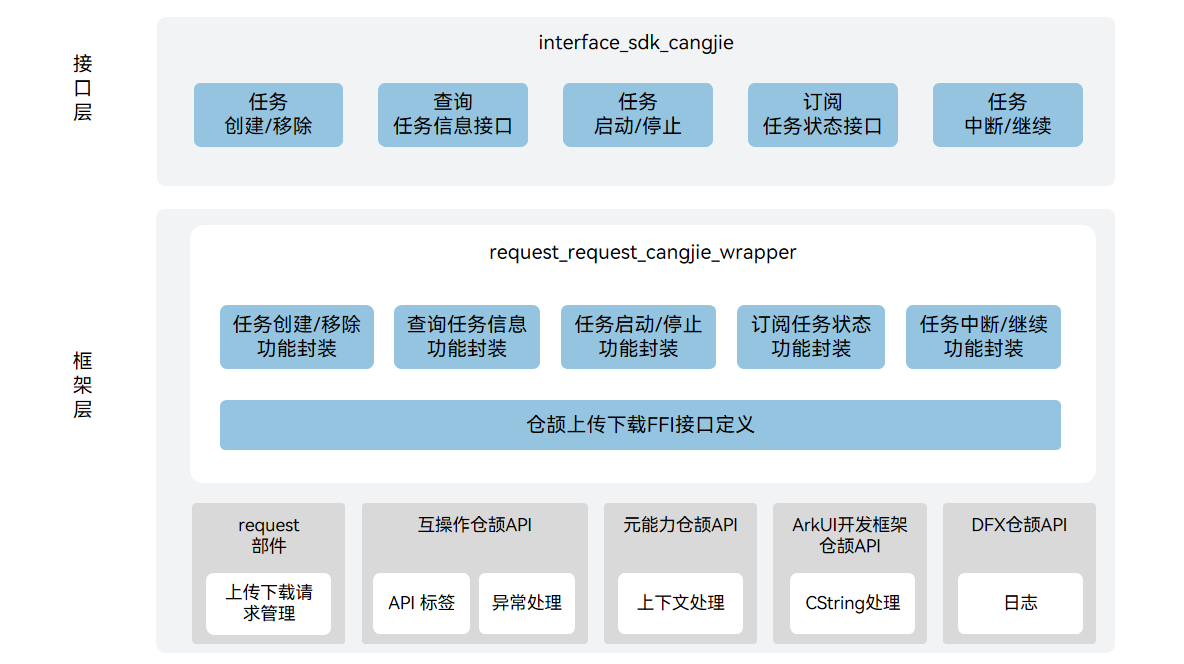 接
口
层
interface_sdk_cangjie
任务
创建/移除
查询
任务信息接口
任务
启动/停止
订阅
任务状态接口
任务
中断/继续
框
架
层
request_request_cangjie_wrapper
任务创建/移除
功能封装
查询任务信息
功能封装
任务启动/停止
功能封装
订阅任务状态
功能封装
任务中断/继续
功能封装
仓颉上传下载FFI接口定义
request
部件
上传下载请
求管理
互操作仓颉API
API 标签
异常处理
元能力仓颉API
上下文处理
ArkUI开发框架
仓颉API
CString处理
DFX仓颉API
日志